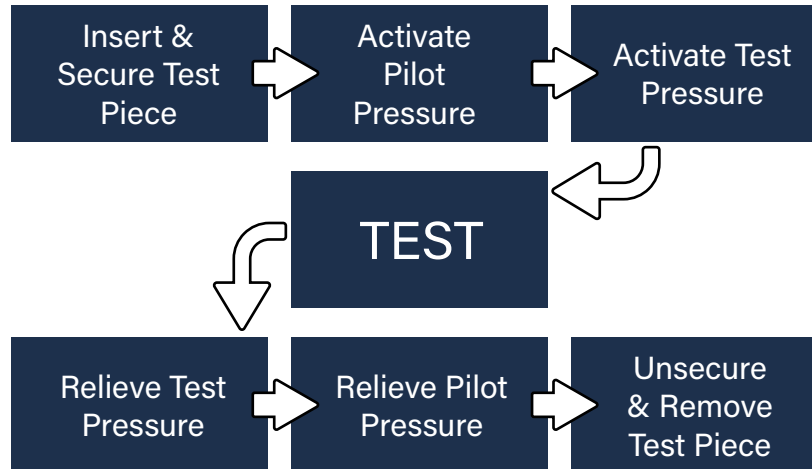 Insert &
Secure Test
Piece
Activate
Pilot
Pressure
Activate Test
Pressure
TEST
Relieve Test
Pressure
Relieve Pilot
Pressure
Unsecure
& Remove
Test Piece